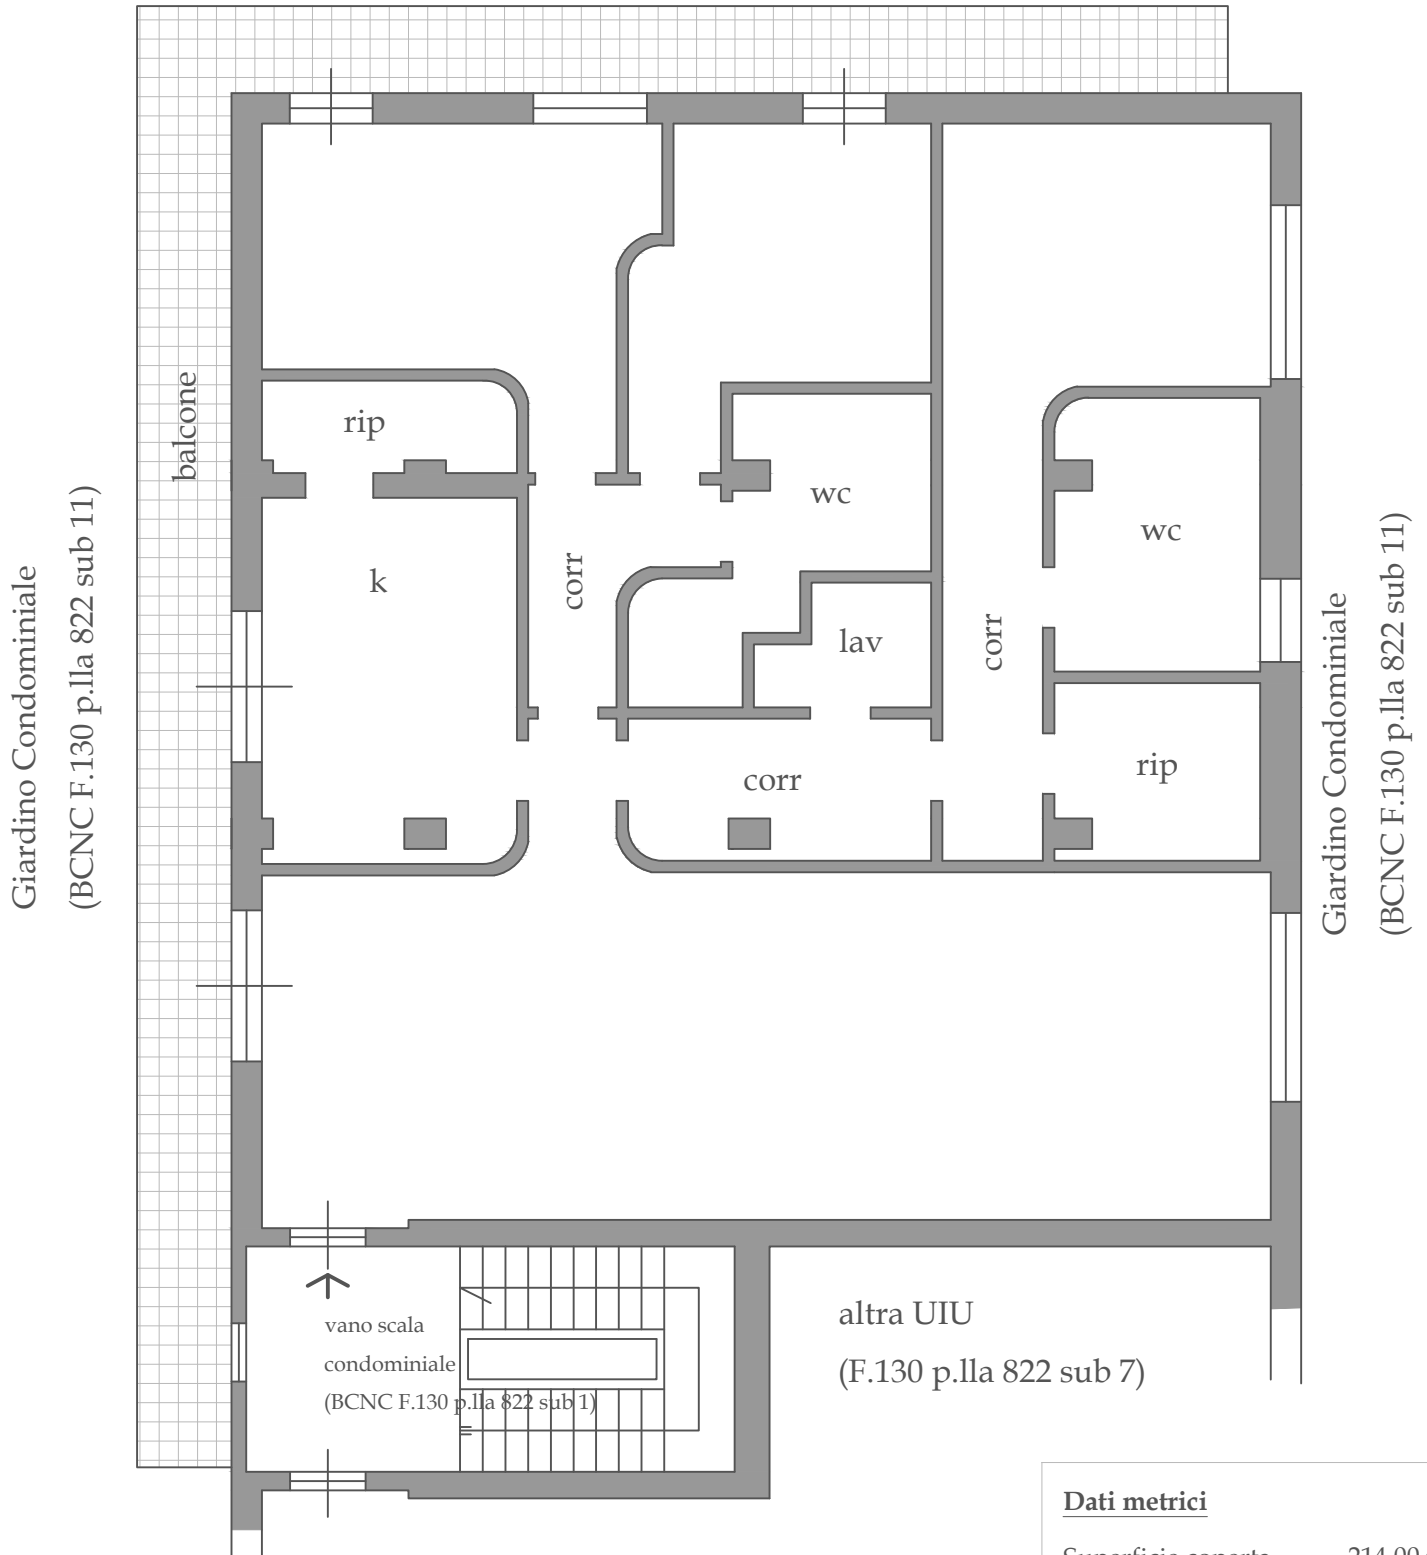 balcone
rip
wc
wc
k
corr
corr
lav
corr
rip
Giardino Condominiale
(BCNC F.130 p.lla 822 sub 11)
Giardino Condominiale
(BCNC F.130 p.lla 822 sub 11)
vano scala
condominiale
(BCNC F.130 p.lla 822 sub 1)
altra UIU
(F.130 p.lla 822 sub 7)
Dati metrici